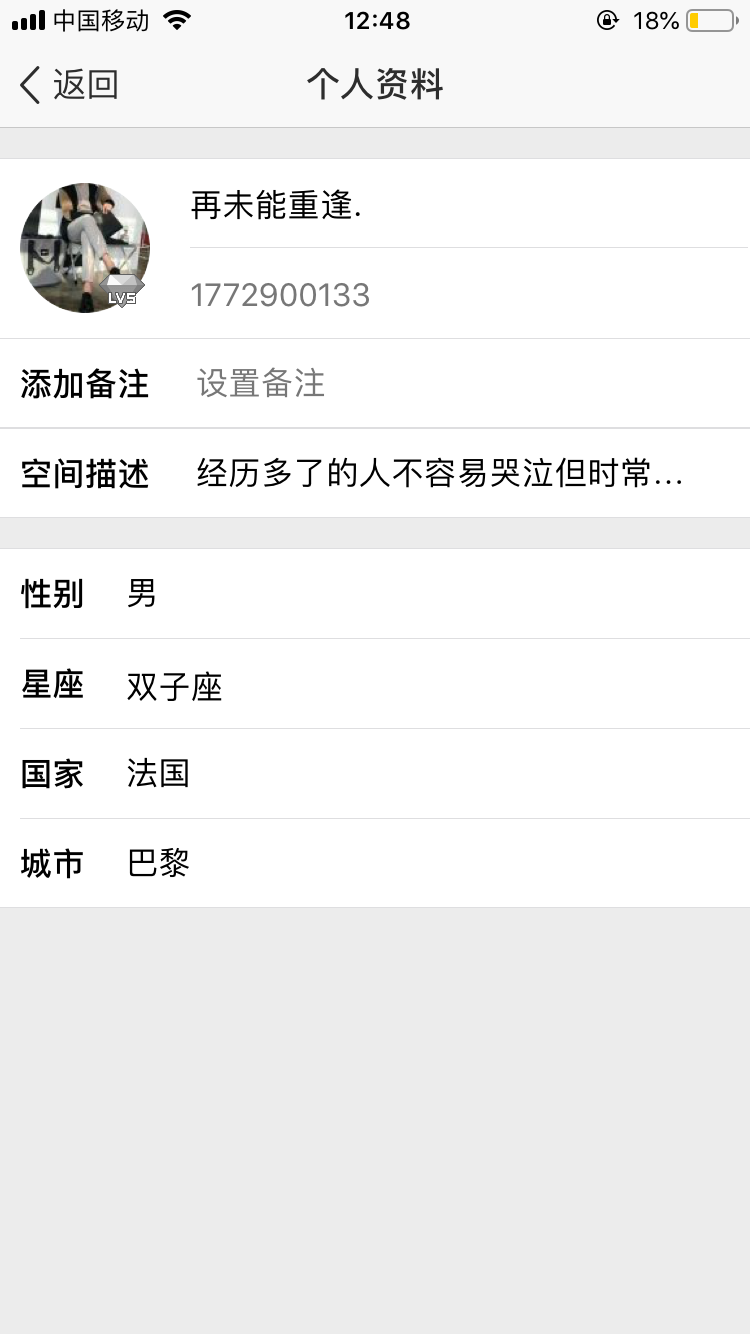 中国移动 12:48 18%
返回 个人资料
再未能重逢.
LV5
1772900133
添加备注 设置备注
空间描述 经历多了的人不容易哭泣但时常...
性别 男
星座 双子座
国家 法国
城市 巴黎